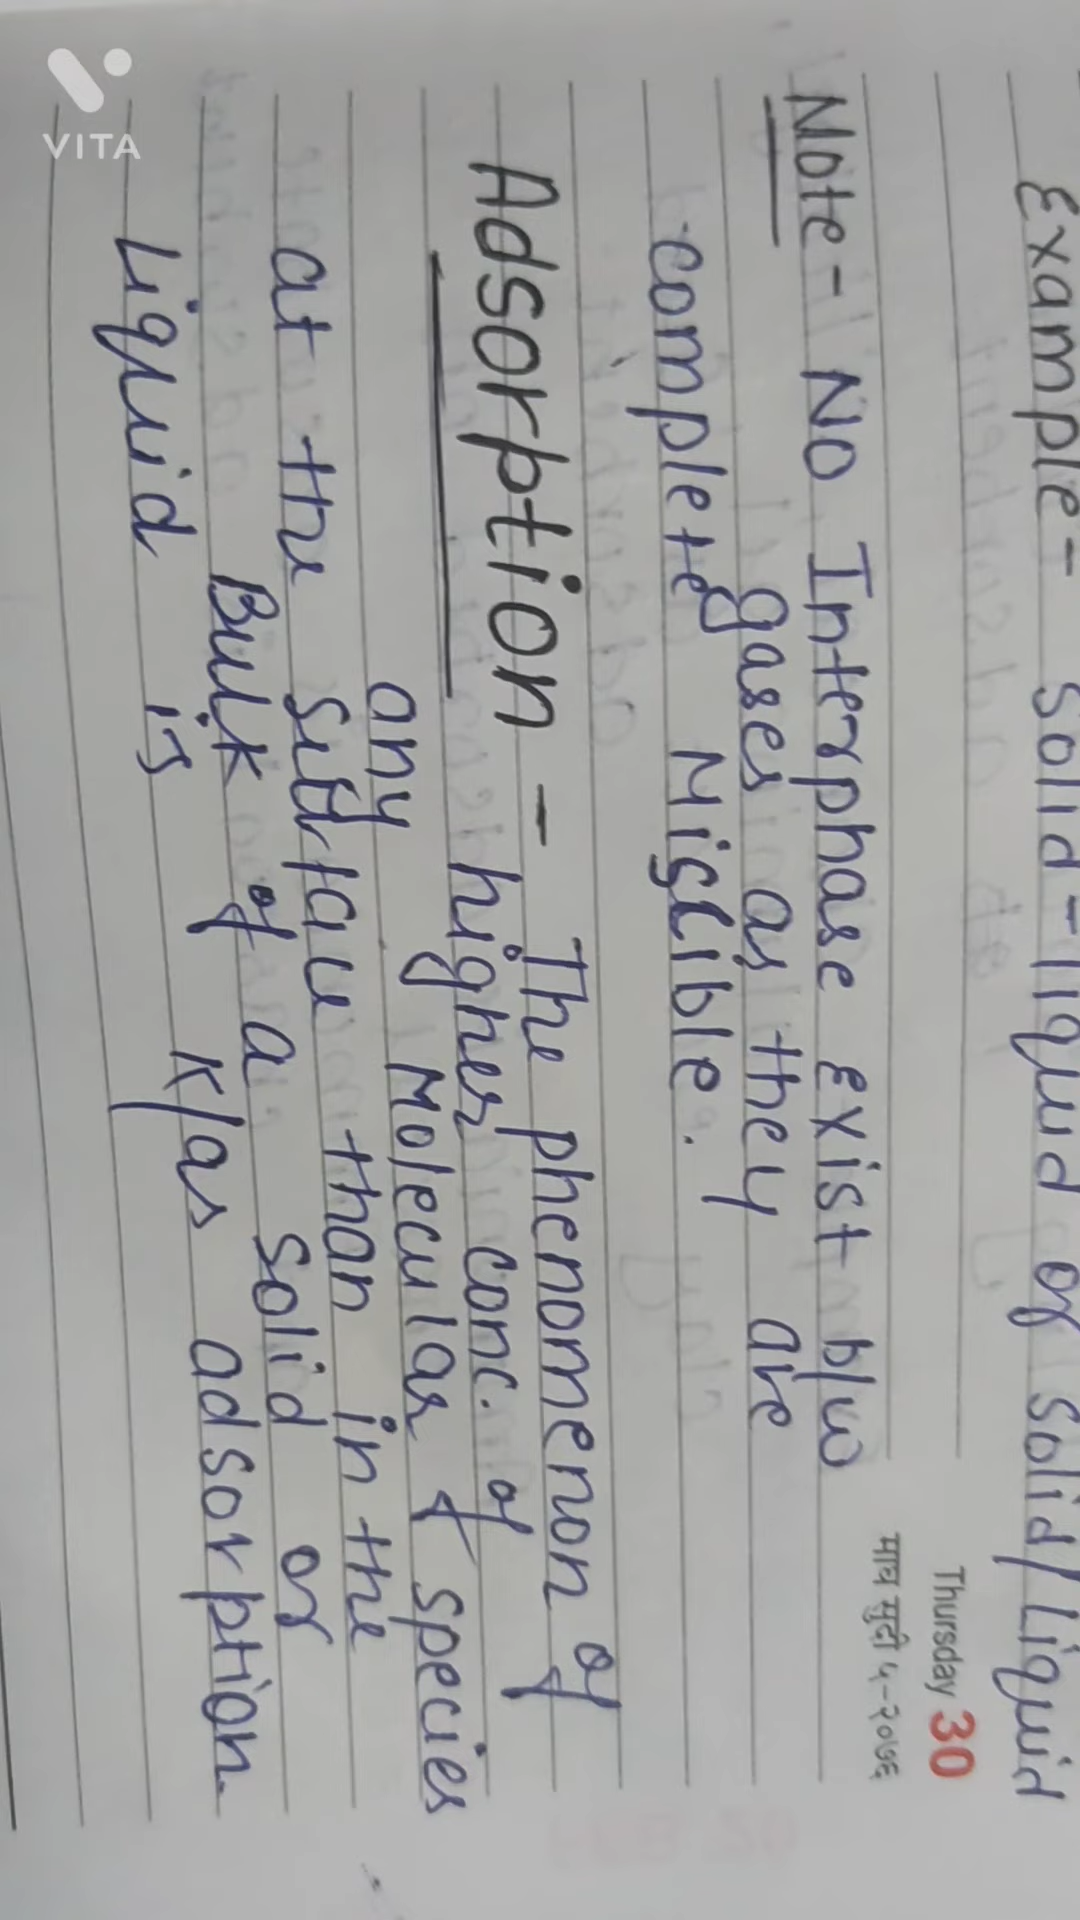 Thursday 30
माघ सुदी ५-२०७६
Example- Solid-liquid or Solid/Liquid
Note- No Interphase exist b/w
gases as they are
complete Miscible.
Adsorption - The phenomenon of
higher conc. of
any Molecular & species
at the Surface than in the
Bulk of a Solid or
Liquid is K/as adsorption.
VITA